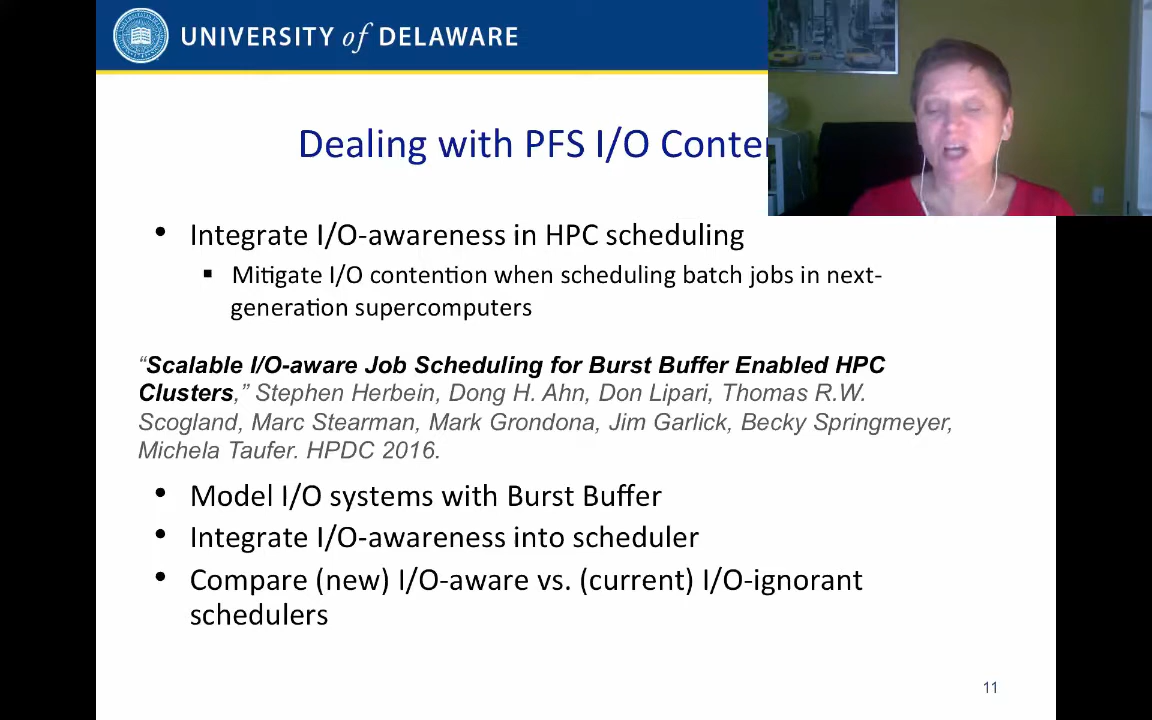 UNIVERSITY of DELAWARE
Dealing with PFS I/O
• Integrate I/O-awareness in HPC scheduling
▪ Mitigate I/O contention when scheduling batch jobs in next-
generation supercomputers
“Scalable I/O-aware Job Scheduling for Burst Buffer Enabled HPC
Clusters,” Stephen Herbein, Dong H. Ahn, Don Lipari, Thomas R.W.
Scogland, Marc Stearman, Mark Grondona, Jim Garlick, Becky Springmeyer,
Michela Taufer. HPDC 2016.
• Model I/O systems with Burst Buffer
• Integrate I/O-awareness into scheduler
• Compare (new) I/O-aware vs. (current) I/O-ignorant
schedulers
11